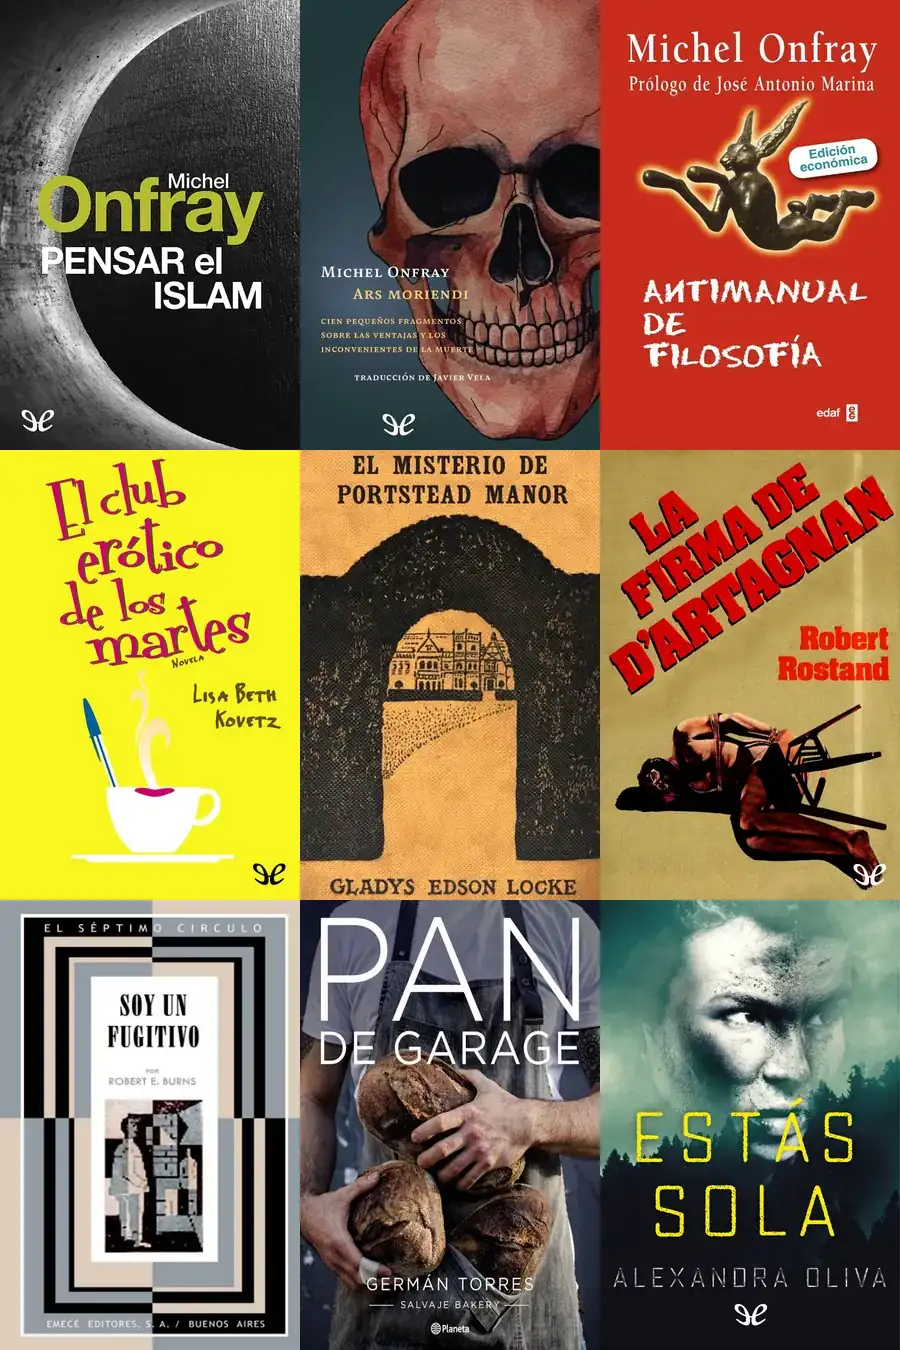 Michel
Onfray
PENSAR el
ISLAM
MICHEL ONFRAY
ARS MORIENDI
CIEN PEQUEÑOS FRAGMENTOS
SOBRE LAS VENTAJAS Y LOS
INCONVENIENTES DE LA MUERTE
TRADUCCIÓN DE JAVIER VELA
Michel Onfray
Prólogo de José Antonio Marina
Edición
económica
ANTIMANUAL
DE
FILOSOFÍA
edaf
El club
erótico
de los
martes
NOVELA
LISA BETH
KOVETZ
EL MISTERIO DE
PORTSTEAD MANOR
GLADYS EDSON LOCKE
LA
FIRMA DE
D'ARTAGNAN
Robert
Rostand
EL SÉPTIMO CIRCULO
SOY UN
FUGITIVO
POR
ROBERT E. BURNS
EMECÉ EDITORES, S. A. / BUENOS AIRES
PAN
DE GARAGE
GERMÁN TORRES
SALVAJE BAKERY
Planeta
ESTÁS
SOLA
ALEXANDRA OLIVA